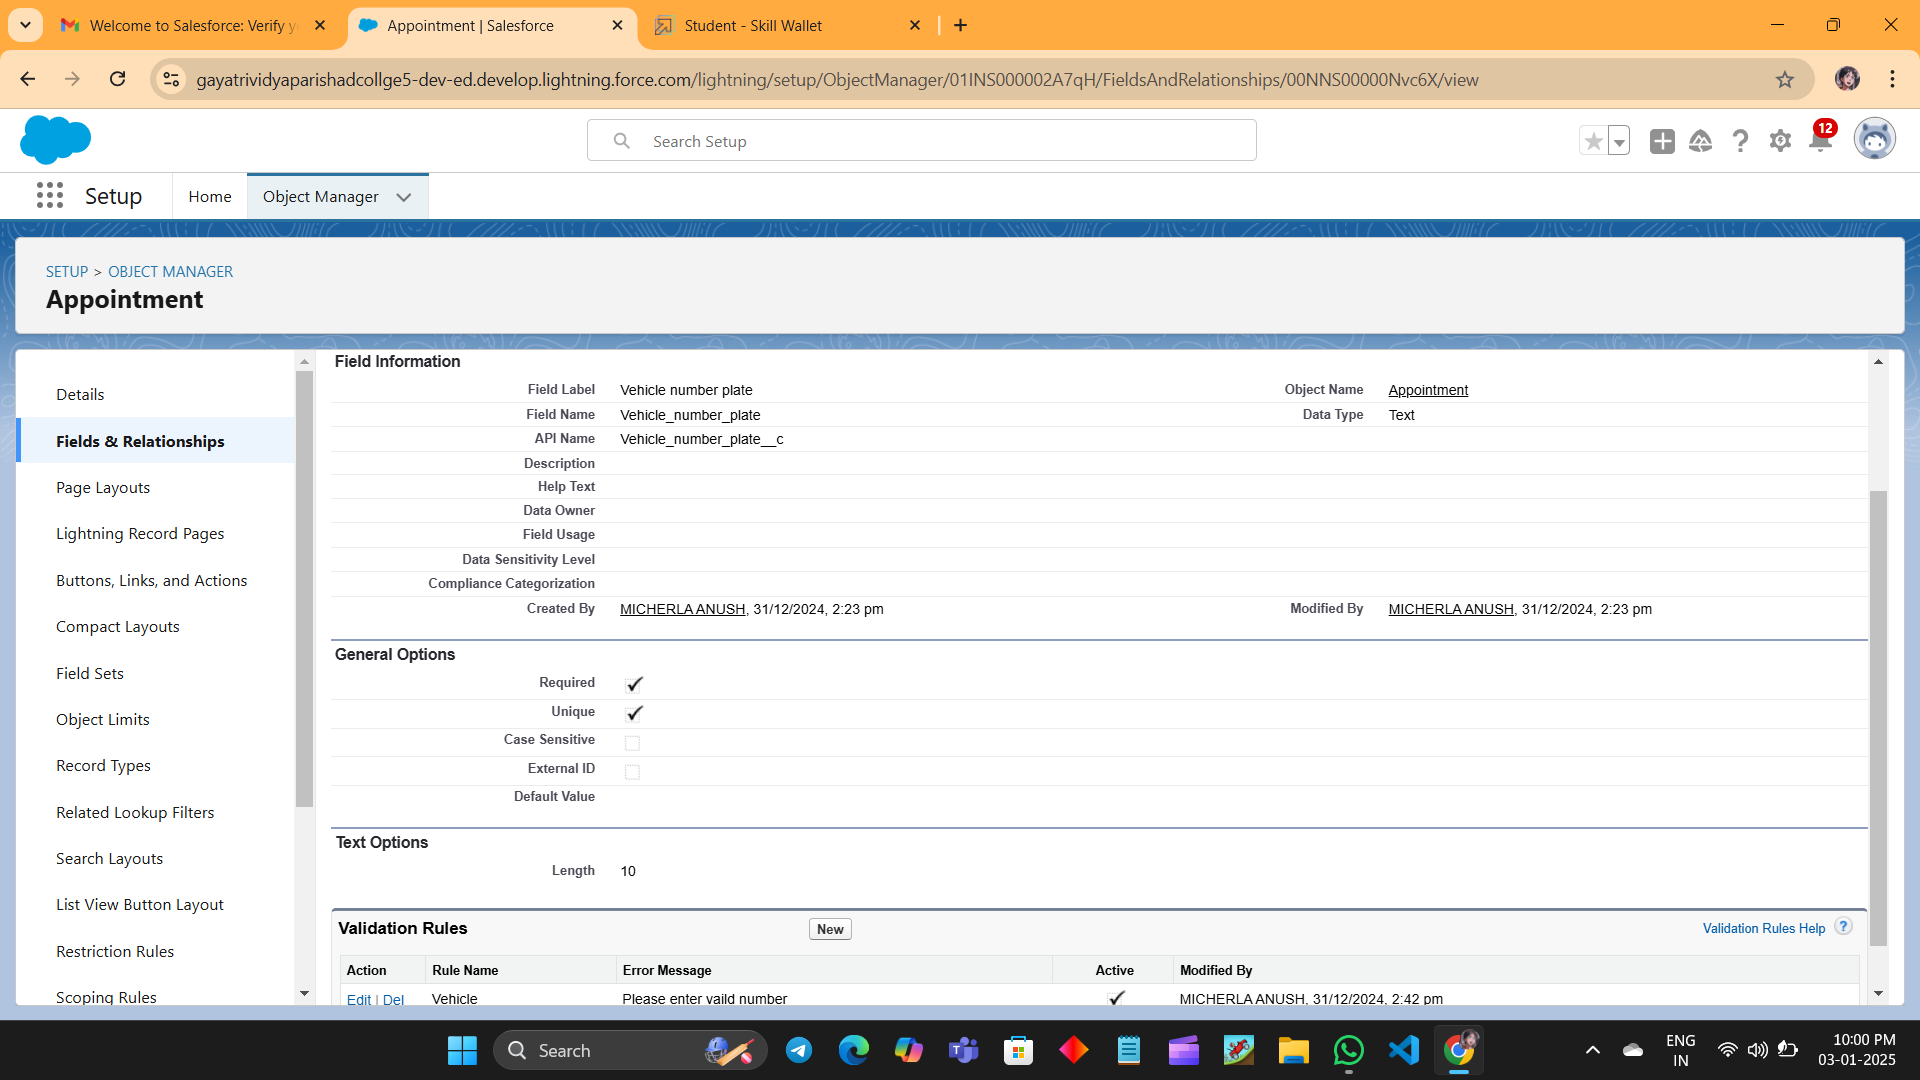 Welcome to Salesforce: Verify y
Appointment | Salesforce
Student - Skill Wallet
gayatrividyaparishadcollge5-dev-ed.develop.lightning.force.com/lightning/setup/ObjectManager/01INS000002A7qH/FieldsAndRelationships/00NNS00000Nvc6X/view
Search Setup
12
Setup
Home
Object Manager
SETUP > OBJECT MANAGER
Appointment
Details
Fields & Relationships
Page Layouts
Lightning Record Pages
Buttons, Links, and Actions
Compact Layouts
Field Sets
Object Limits
Record Types
Related Lookup Filters
Search Layouts
List View Button Layout
Restriction Rules
Scoping Rules
Field Information
Field Label Vehicle number plate Object Name Appointment
Field Name Vehicle_number_plate Data Type Text
API Name Vehicle_number_plate__c
Description
Help Text
Data Owner
Field Usage
Data Sensitivity Level
Compliance Categorization
Created By MICHERLA ANUSH, 31/12/2024, 2:23 pm Modified By MICHERLA ANUSH, 31/12/2024, 2:23 pm
General Options
Required
Unique
Case Sensitive
External ID
Default Value
Text Options
Length 10
Validation Rules New Validation Rules Help ?
Action Rule Name Error Message Active Modified By
Edit | Del Vehicle Please enter vaild number MICHERLA ANUSH, 31/12/2024, 2:42 pm
Search
ENG
IN
10:00 PM
03-01-2025